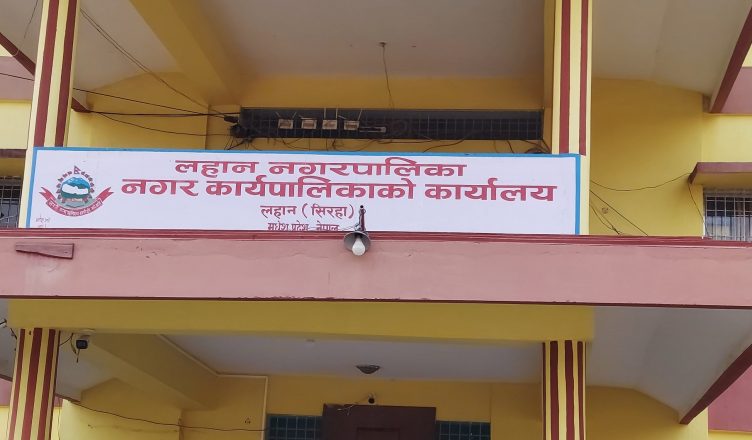 लहान नगरपालिका
नगर कार्यपालिकाको कार्यालय
लहान (सिरहा)
मधेश प्रदेश-नेपाल